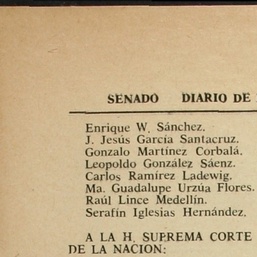 SENADO DIARIO DE
Enrique W. Sánchez.
J. Jesús García Santacruz.
Gonzalo Martínez Corbalá.
Leopoldo González Sáenz.
Carlos Ramírez Ladewig.
Ma. Guadalupe Urzúa Flores.
Raúl Lince Medellín.
Serafín Iglesias Hernández.
A LA H. SUPREMA CORTE
DE LA NACION: